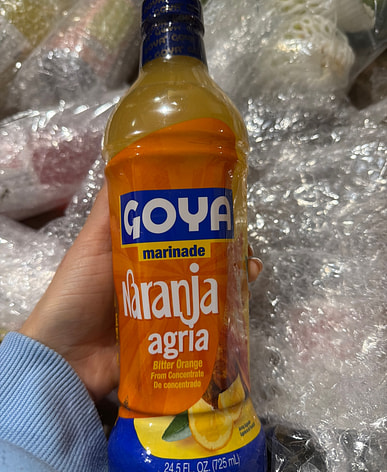 GOYA
marinade
Naranja
agria
Bitter Orange
From Concentrate
De concentrado
24.5 FL. OZ. (725 mL)